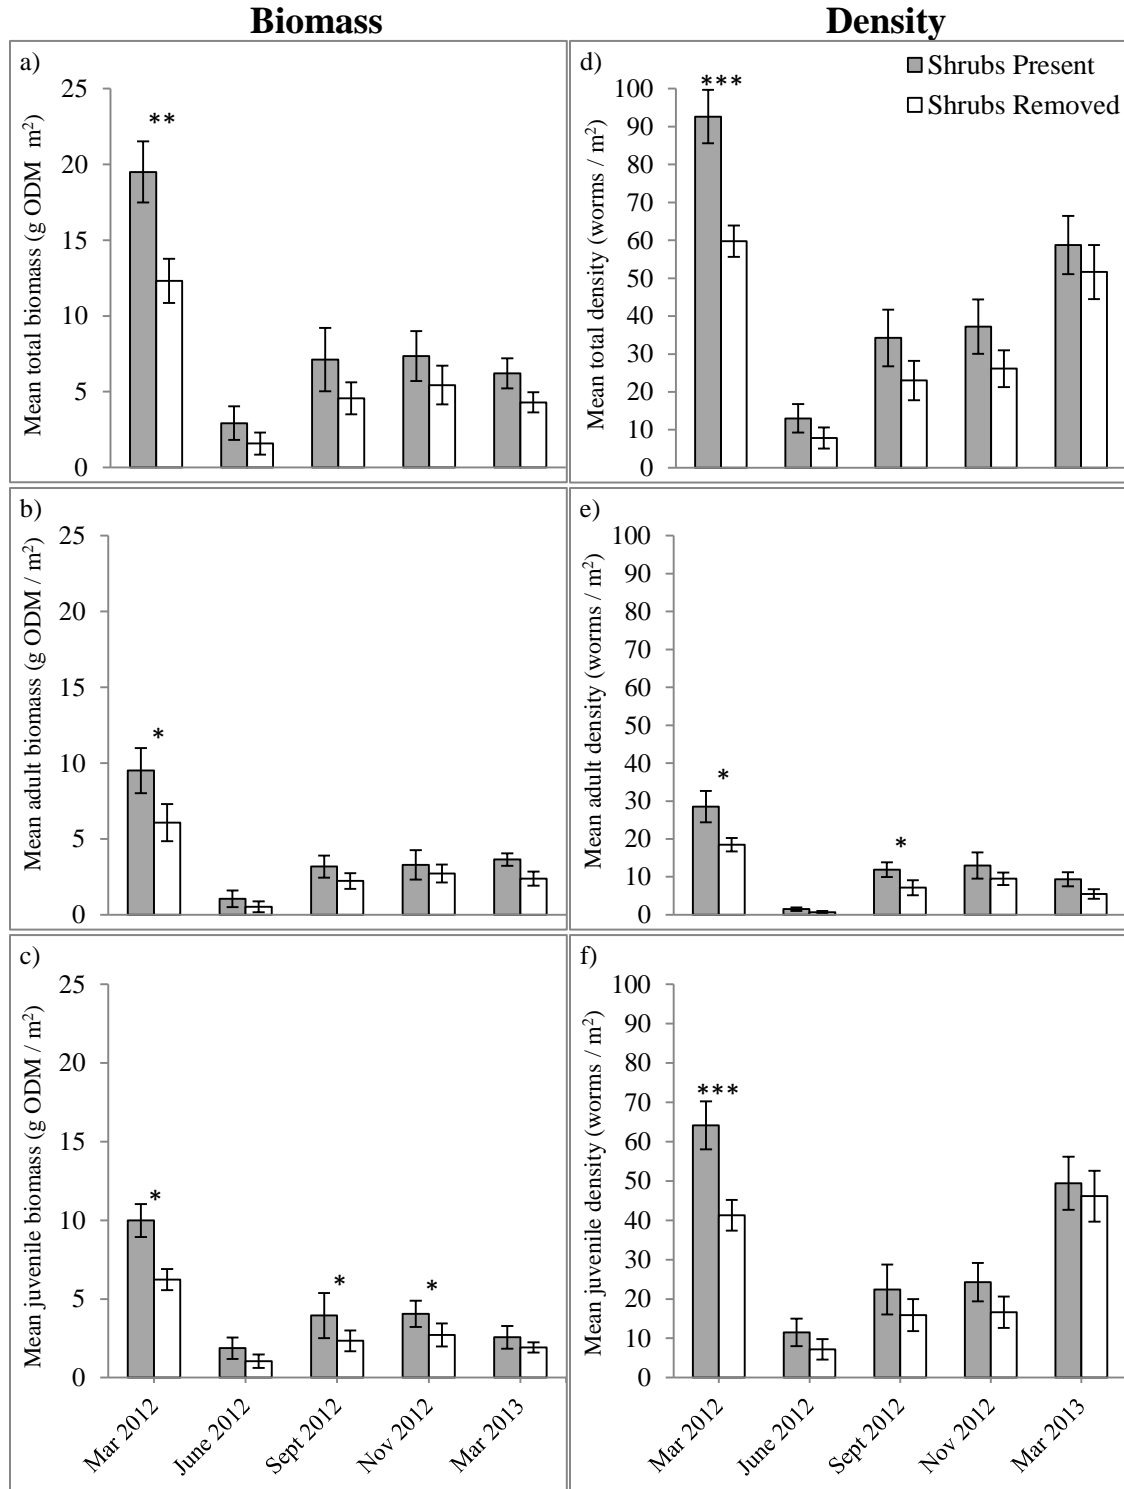 Biomass
Density
a)
Mean total biomass (g ODM m²)
25
20
15
10
5
0
**
d)
Mean total density (worms / m²)
100
90
80
70
60
50
40
30
20
10
0
***
Shrubs Present
Shrubs Removed
b)
Mean adult biomass (g ODM / m²)
25
20
15
10
5
0
*
e)
Mean adult density (worms / m²)
100
90
80
70
60
50
40
30
20
10
0
*
*
c)
Mean juvenile biomass (g ODM / m²)
25
20
15
10
5
0
*
*
*
Mar 2012
June 2012
Sept 2012
Nov 2012
Mar 2013
f)
Mean juvenile density (worms / m²)
100
90
80
70
60
50
40
30
20
10
0
***
Mar 2012
June 2012
Sept 2012
Nov 2012
Mar 2013